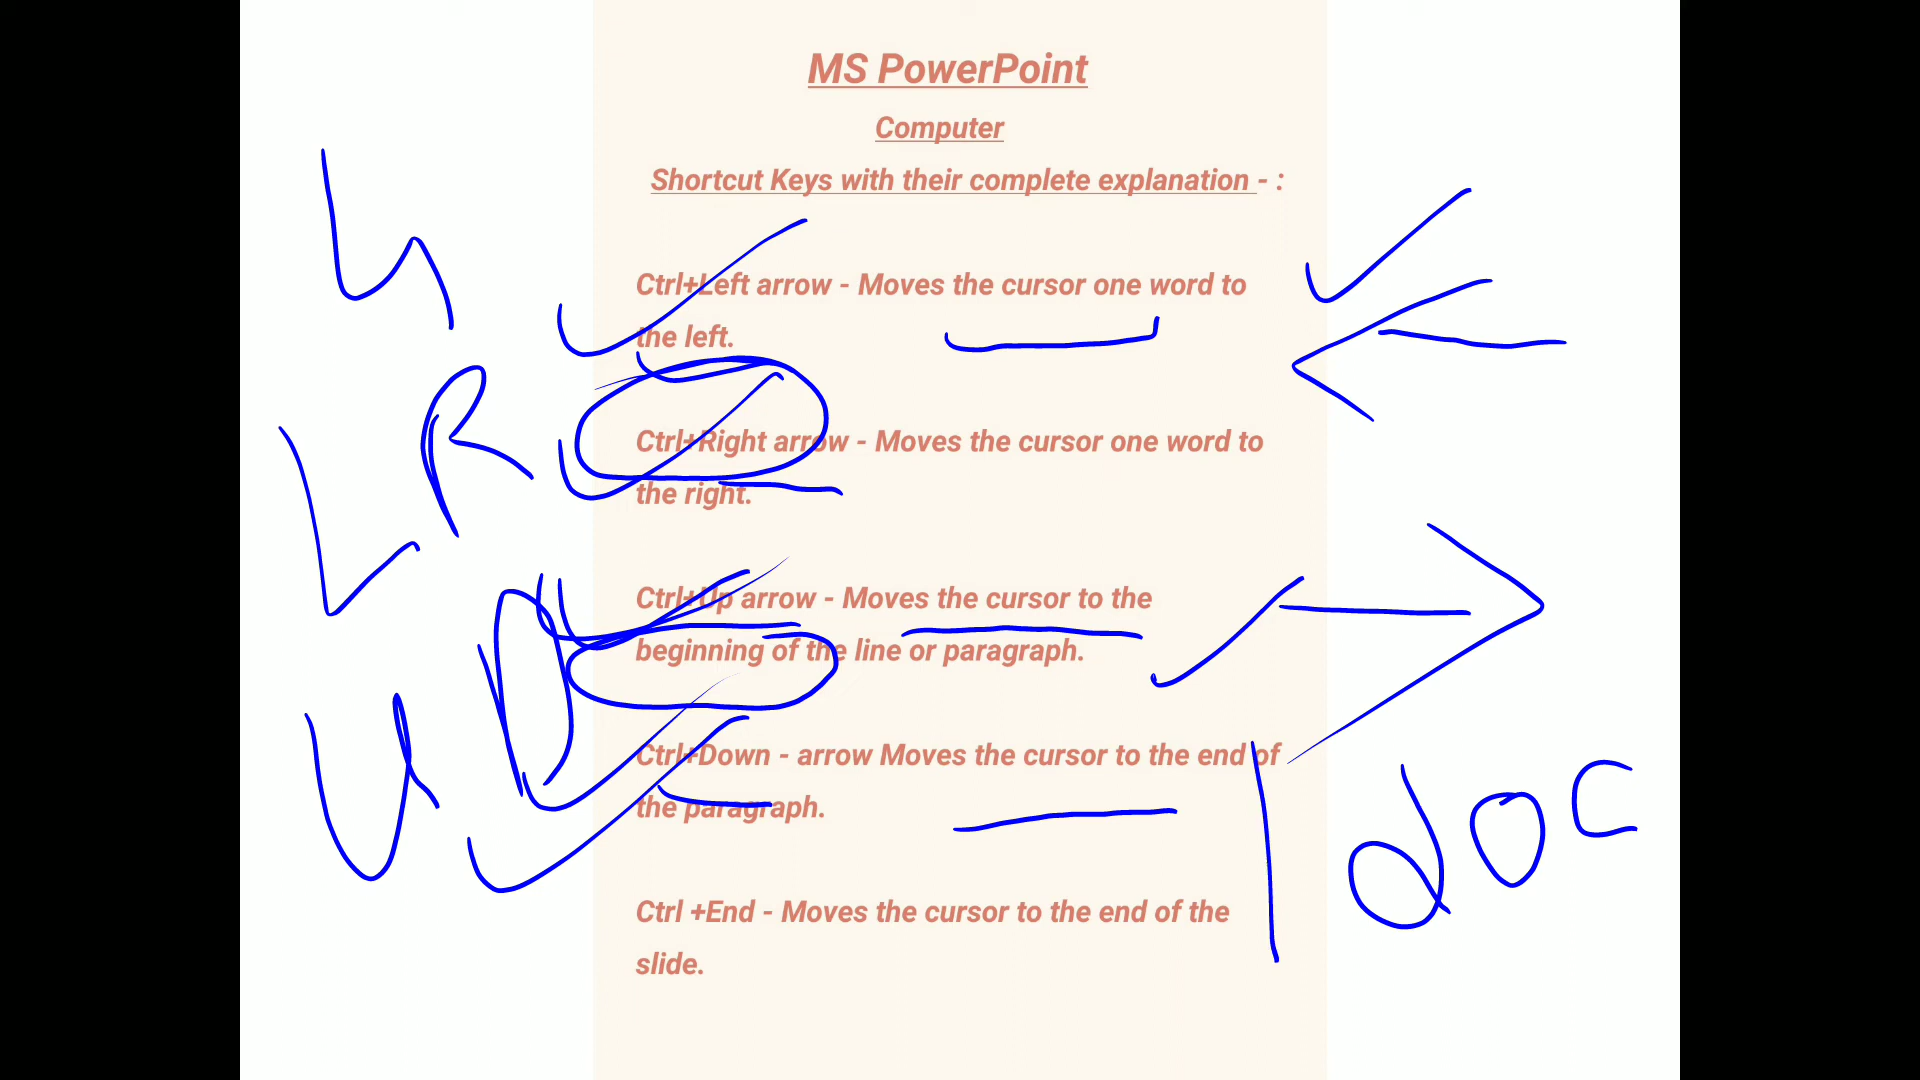 MS PowerPoint
Computer
Shortcut Keys with their complete explanation - :
Ctrl+Left arrow - Moves the cursor one word to
the left.
Ctrl+Right arrow - Moves the cursor one word to
the right.
Ctrl+Up arrow - Moves the cursor to the
beginning of the line or paragraph.
Ctrl+Down - arrow Moves the cursor to the end of
the paragraph.
Ctrl +End - Moves the cursor to the end of the
slide.
L R
U D
doc